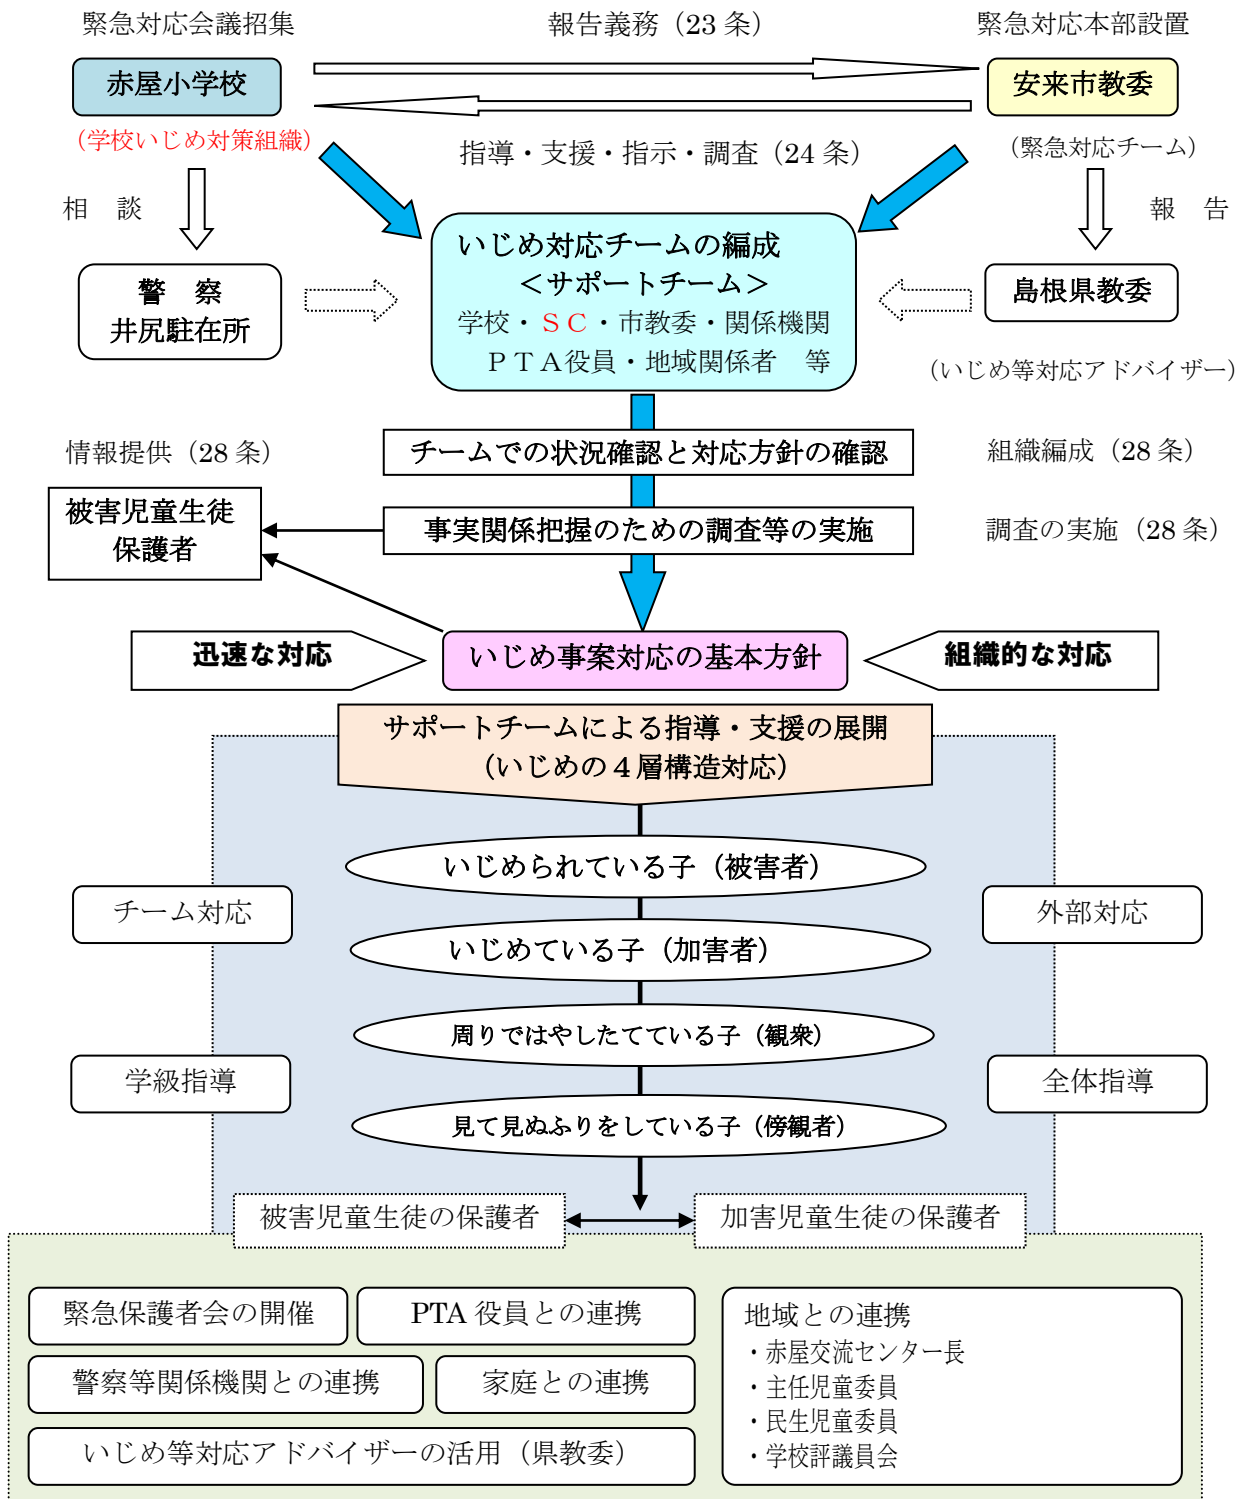 緊急対応会議招集
報告義務（23 条）
緊急対応本部設置
赤屋小学校
安来市教委
（学校いじめ対策組織）
指導・支援・指示・調査（24 条）
（緊急対応チーム）
相　談
報　告
いじめ対応チームの編成
＜サポートチーム＞
学校・ＳＣ・市教委・関係機関
ＰＴＡ役員・地域関係者　等
警　察
井尻駐在所
島根県教委
（いじめ等対応アドバイザー）
情報提供（28 条）
チームでの状況確認と対応方針の確認
組織編成（28 条）
被害児童生徒
保護者
事実関係把握のための調査等の実施
調査の実施（28 条）
迅速な対応
いじめ事案対応の基本方針
組織的な対応
サポートチームによる指導・支援の展開
（いじめの４層構造対応）
いじめられている子（被害者）
チーム対応
外部対応
いじめている子（加害者）
周りではやしたてている子（観衆）
学級指導
全体指導
見て見ぬふりをしている子（傍観者）
被害児童生徒の保護者
加害児童生徒の保護者
緊急保護者会の開催
PTA 役員との連携
警察等関係機関との連携
家庭との連携
いじめ等対応アドバイザーの活用（県教委）
地域との連携
・赤屋交流センター長
・主任児童委員
・民生児童委員
・学校評議員会